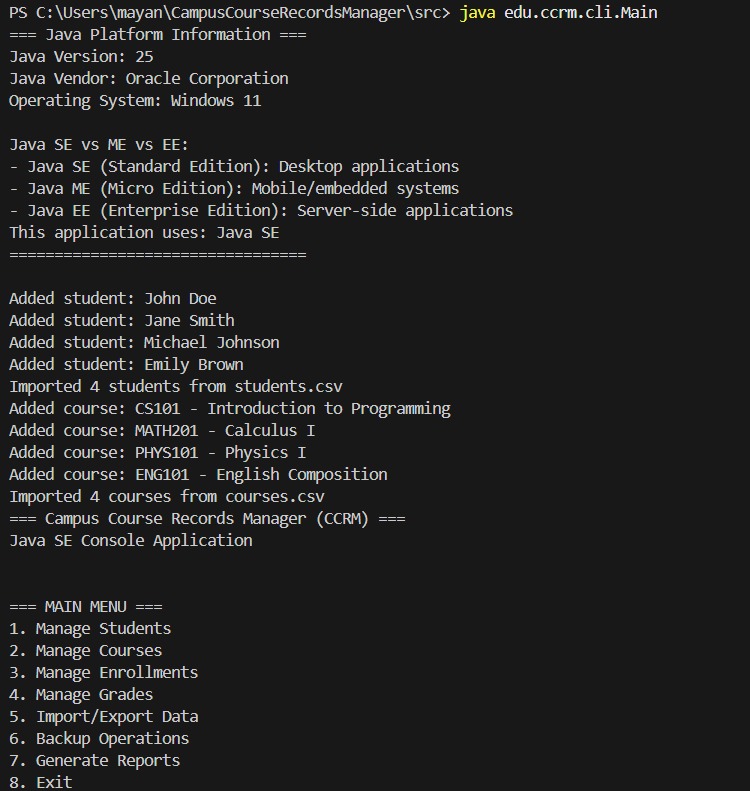 PS C:\Users\mayan\CampusCourseRecordsManager\src> java edu.ccrm.cli.Main
=== Java Platform Information ===
Java Version: 25
Java Vendor: Oracle Corporation
Operating System: Windows 11
Java SE vs ME vs EE:
- Java SE (Standard Edition): Desktop applications
- Java ME (Micro Edition): Mobile/embedded systems
- Java EE (Enterprise Edition): Server-side applications
This application uses: Java SE
=================================
Added student: John Doe
Added student: Jane Smith
Added student: Michael Johnson
Added student: Emily Brown
Imported 4 students from students.csv
Added course: CS101 - Introduction to Programming
Added course: MATH201 - Calculus I
Added course: PHYS101 - Physics I
Added course: ENG101 - English Composition
Imported 4 courses from courses.csv
=== Campus Course Records Manager (CCRM) ===
Java SE Console Application
=== MAIN MENU ===
1. Manage Students
2. Manage Courses
3. Manage Enrollments
4. Manage Grades
5. Import/Export Data
6. Backup Operations
7. Generate Reports
8. Exit